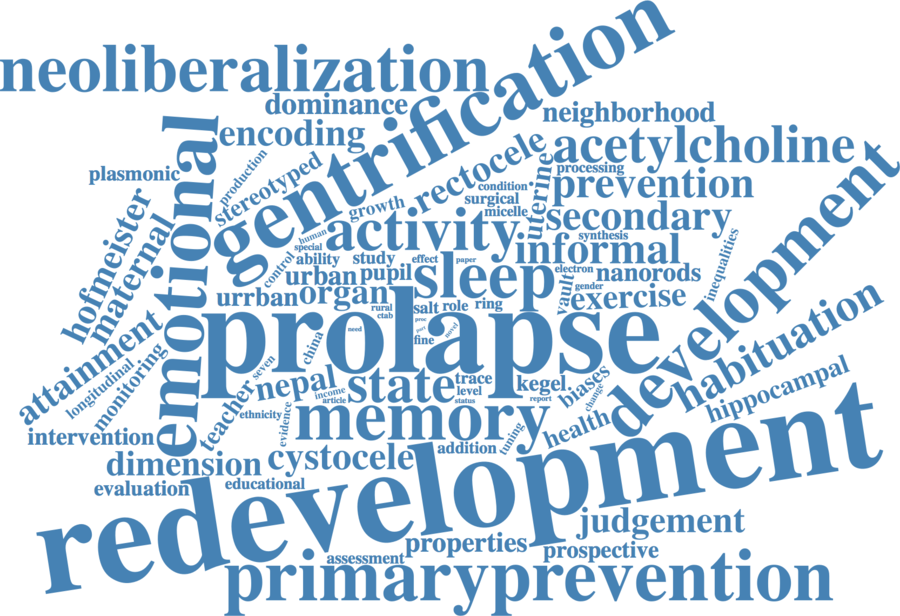 neoliberalization
gentrification
dominance
encoding
neighborhood
acetylcholine
plasmonic
production
stereotyped
rectocele
processing
prevention
condition
surgical
micelle
uterine
secondary
growth
activity
synthesis
informal
emotional
hofmeister
maternal
human
special
ability
study
effect
paper
control
urban
pupil
sleep
electron
nanorods
inequalities
vault
gender
exercise
urrban
organ
rural
ctab
salt
role
ring
prolapse
need
proc
part
novel
fine
development
attainment
longitudinal
monitoring
china
seven
nepal
teacher
state
trace
level
status
kegel
report
biases
change
habituation
hippocampal
income
article
ethnicity
evidence
memory
intervention
health
tuning
addition
dimension
cystocele
evaluation
educational
redevelopment
judgement
properties
prospective
assessment
primaryprevention